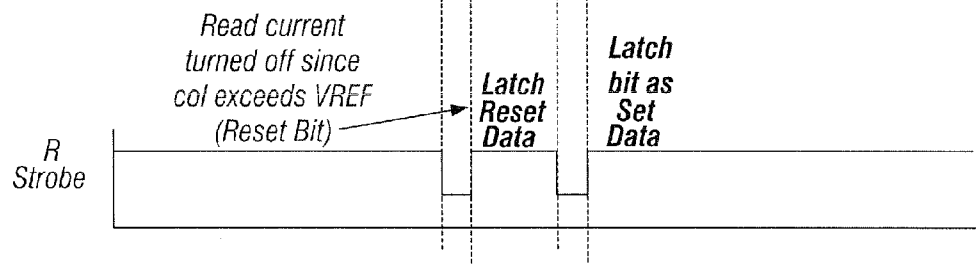 Read current
turned off since
col exceeds VREF
(Reset Bit)
Latch
Reset
Data
Latch
bit as
Set
Data
R
Strobe